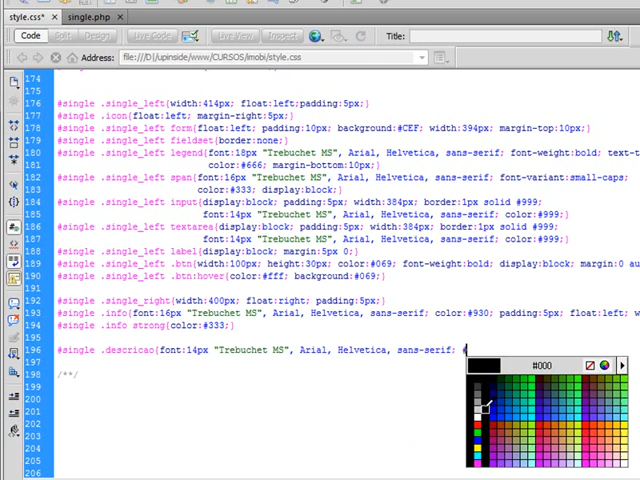 style.css* × single.php ×
Code Split Design Live Code Live View Inspect Title:
Address: file:///D|/upinside/www/CURSOS/imobi/style.css
174
175
176 #single .single_left{width:414px; float:left;padding:5px;}
177 #single .icon{float:left; margin-right:5px;}
178 #single .single_left form{float:left; padding:10px; background:#CEF; width:394px; margin-top:10px;}
179 #single .single_left fieldset{border:none;}
180 #single .single_left legend{font:18px "Trebuchet MS", Arial, Helvetica, sans-serif; font-weight:bold; text-t
181 color:#666; margin-bottom:10px;}
182 #single .single_left span{font:16px "Trebuchet MS", Arial, Helvetica, sans-serif; font-variant:small-caps;
183 color:#333; display:block;}
184 #single .single_left input{display:block; padding:5px; width:384px; border:1px solid #999;
185 font:14px "Trebuchet MS", Arial, Helvetica, sans-serif; color:#999;}
186 #single .single_left textarea{display:block; padding:5px; width:384px; border:1px solid #999;
187 font:14px "Trebuchet MS", Arial, Helvetica, sans-serif; color:#999;}
188 #single .single_left label{display:block; margin:5px 0;}
189 #single .single_left .btn{width:100px; height:30px; color:#069; font-weight:bold; display:block; margin:0 au
190 #single .single_left .btn:hover{color:#fff; background:#069;}
191
192 #single .single_right{width:400px; float:right; padding:5px;}
193 #single .info{font:16px "Trebuchet MS", Arial, Helvetica, sans-serif; color:#930; padding:5px; float:left; w
194 #single .info strong{color:#333;}
195
196 #single .descricao{font:14px "Trebuchet MS", Arial, Helvetica, sans-serif; #
197 #000
198 /**/
199
200
201
202
203
204
205
206